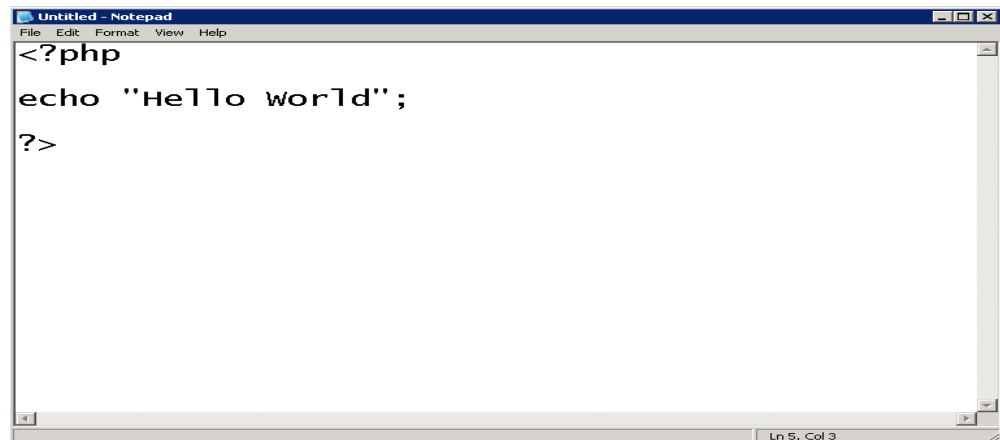 Untitled - Notepad
File Edit Format View Help
<?php
echo "Hello World";
?>
Ln 5, Col 3